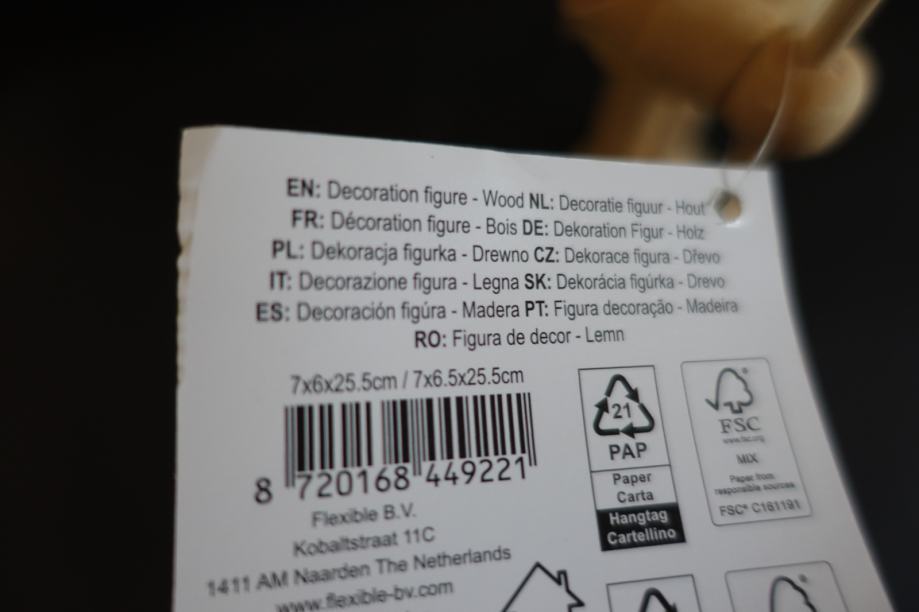 EN: Decoration figure - Wood NL: Decoratie figuur - Hout
FR: Décoration figure - Bois DE: Dekoration Figur - Holz
PL: Dekoracja figurka - Drewno CZ: Dekorace figura - Dřevo
IT: Decorazione figura - Legna SK: Dekorácia figúrka - Drevo
ES: Decoración figúra - Madera PT: Figura decoração - Madeira
RO: Figura de decor - Lemn
7x6x25.5cm / 7x6.5x25.5cm
8 720168 449221
Flexible B.V.
Kobaltstraat 11C
1411 AM Naarden The Netherlands
www.flexible-bv.com
21
PAP
Paper
Carta
Hangtag
Cartellino
FSC
www.fsc.org
MIX
Paper from
responsible sources
FSC® C161191